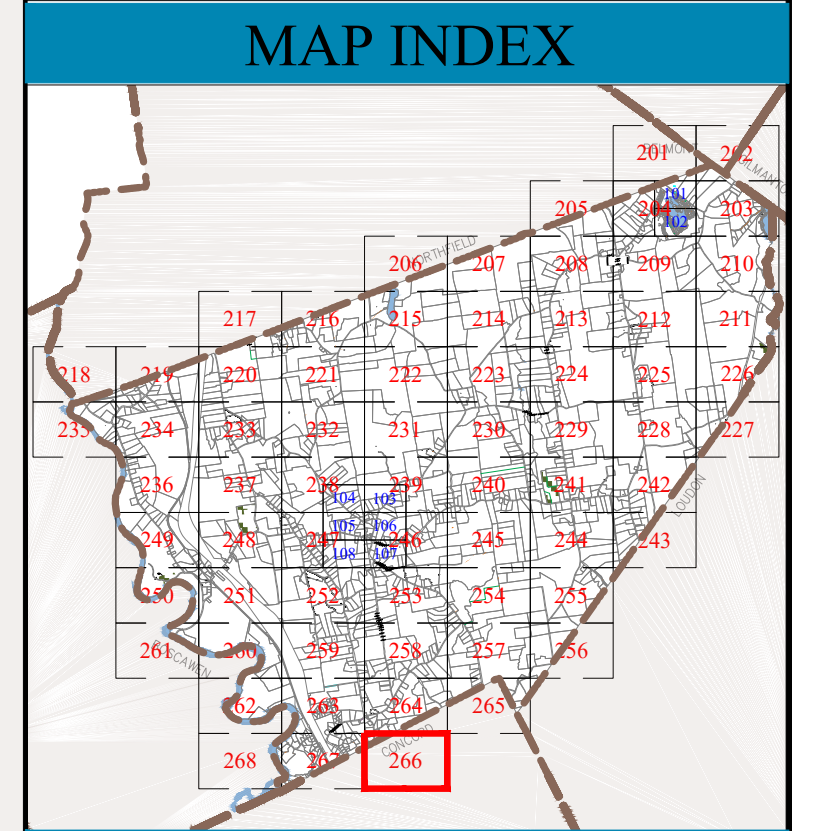 MAP INDEX
201 BELMONT 202
GILMANTON
101
205 204 203
102
NORTHFIELD
206 207 208 209 210
217 216 215 214 213 212 211
218 219 220 221 222 223 224 225 226
235 234 233 232 231 230 229 228 227
236 237 238 239 240 241 242
104 103
LOUDON
105 106
249 248 247 246 245 244 243
108 107
250 251 252 253 254 255
261 260 259 258 257 256
BOSCAWEN
262 263 264 265
CONCORD
268 267 266